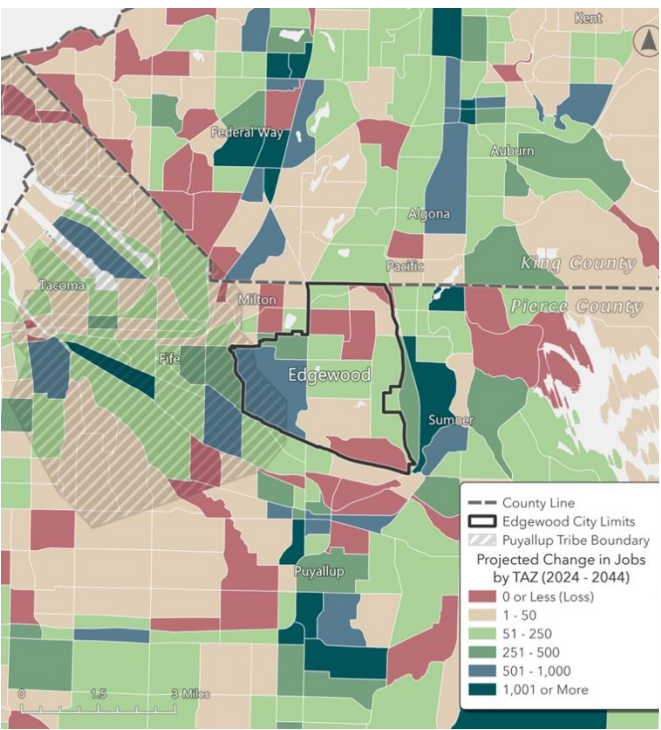 Kent
Federal Way
Auburn
Algona
Pacific
King County
Tacoma
Milton
Pierce County
Fife
Edgewood
Sumner
Puyallup
County Line
Edgewood City Limits
Puyallup Tribe Boundary
Projected Change in Jobs
by TAZ (2024 - 2044)
0 or Less (Loss)
1 - 50
51 - 250
251 - 500
501 - 1,000
1,001 or More
0 1.5 3 Miles